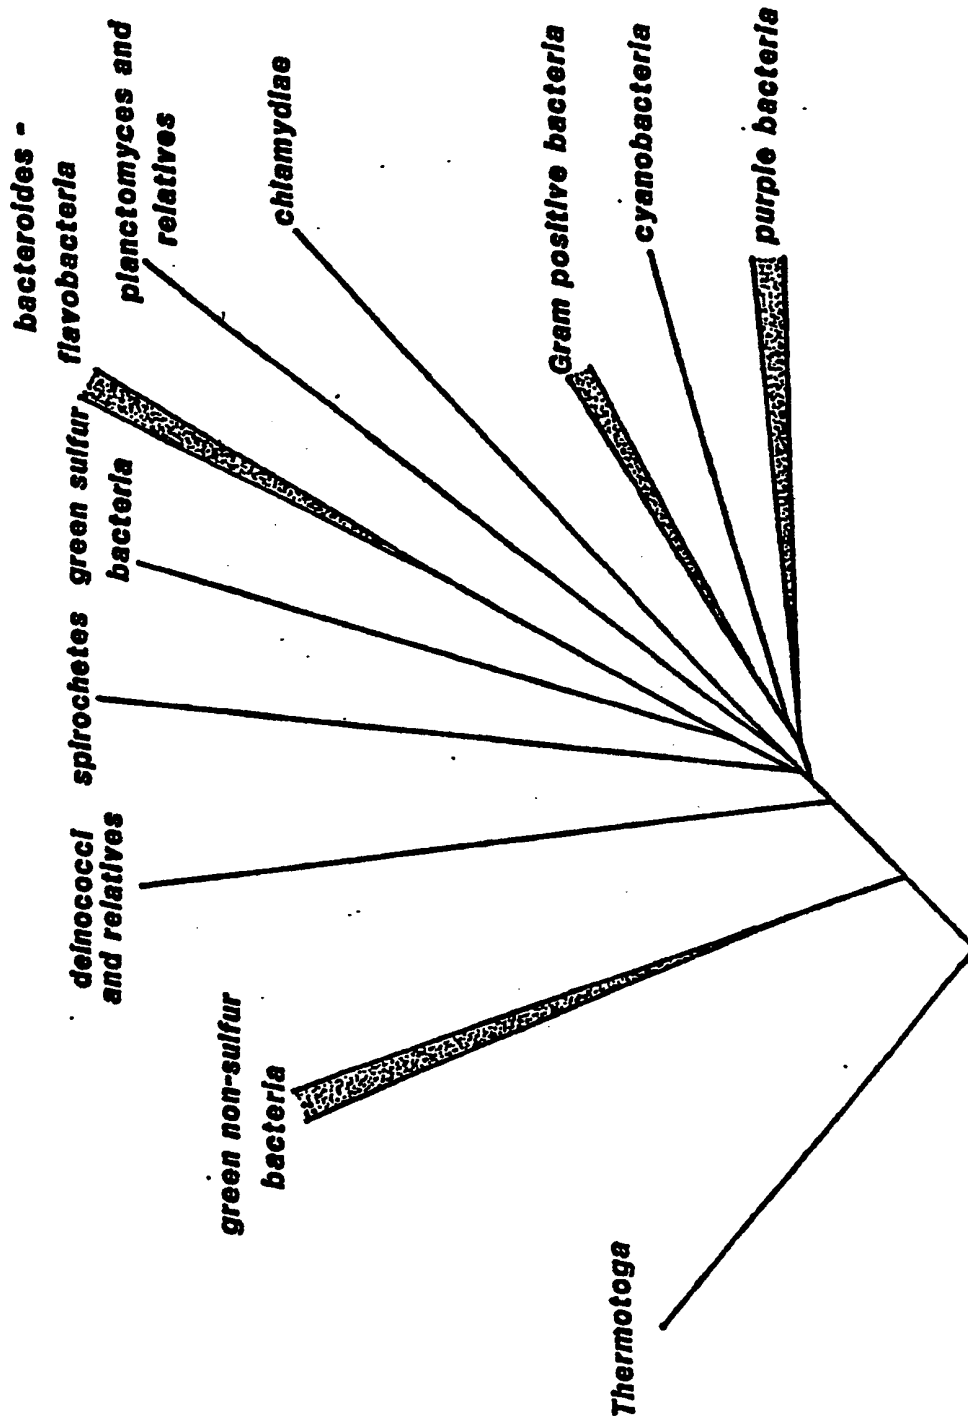 Thermotoga
green non-sulfur
bacteria
deinococci
and relatives
spirochetes
green sulfur
bacteria
bacteroides -
flavobacteria
planctomyces and
relatives
chlamydiae
Gram positive bacteria
cyanobacteria
purple bacteria